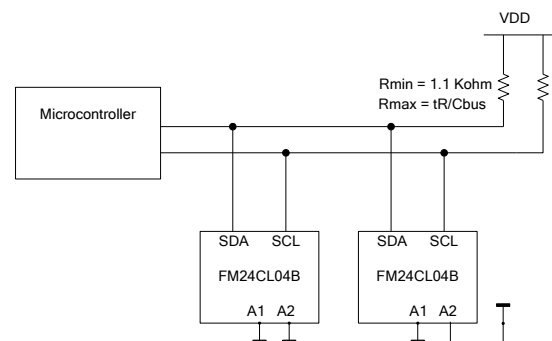 VDD
Rmin = 1.1 Kohm
Rmax = tR/Cbus
Microcontroller
SDA SCL
FM24CL04B
A1 A2
SDA SCL
FM24CL04B
A1 A2